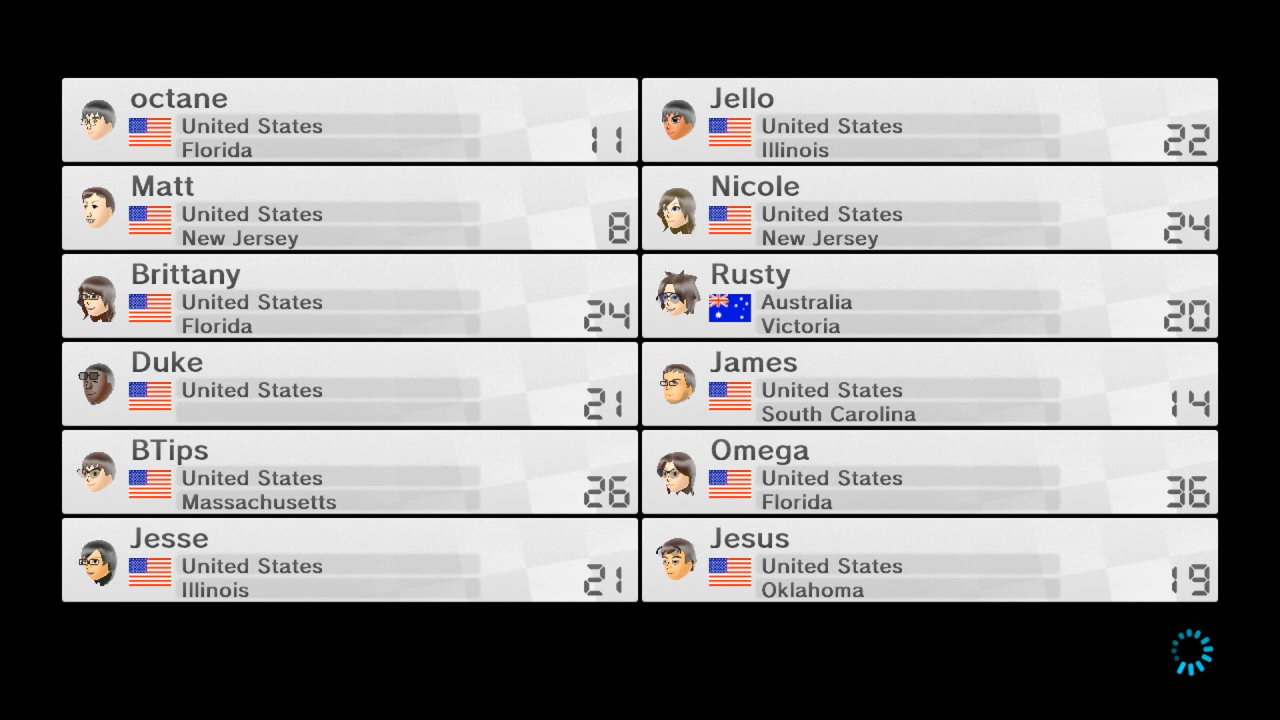 octane
United States
Florida
11
Jello
United States
Illinois
22
Matt
United States
New Jersey
8
Nicole
United States
New Jersey
24
Brittany
United States
Florida
24
Rusty
Australia
Victoria
20
Duke
United States
21
James
United States
South Carolina
14
BTips
United States
Massachusetts
26
Omega
United States
Florida
36
Jesse
United States
Illinois
21
Jesus
United States
Oklahoma
19